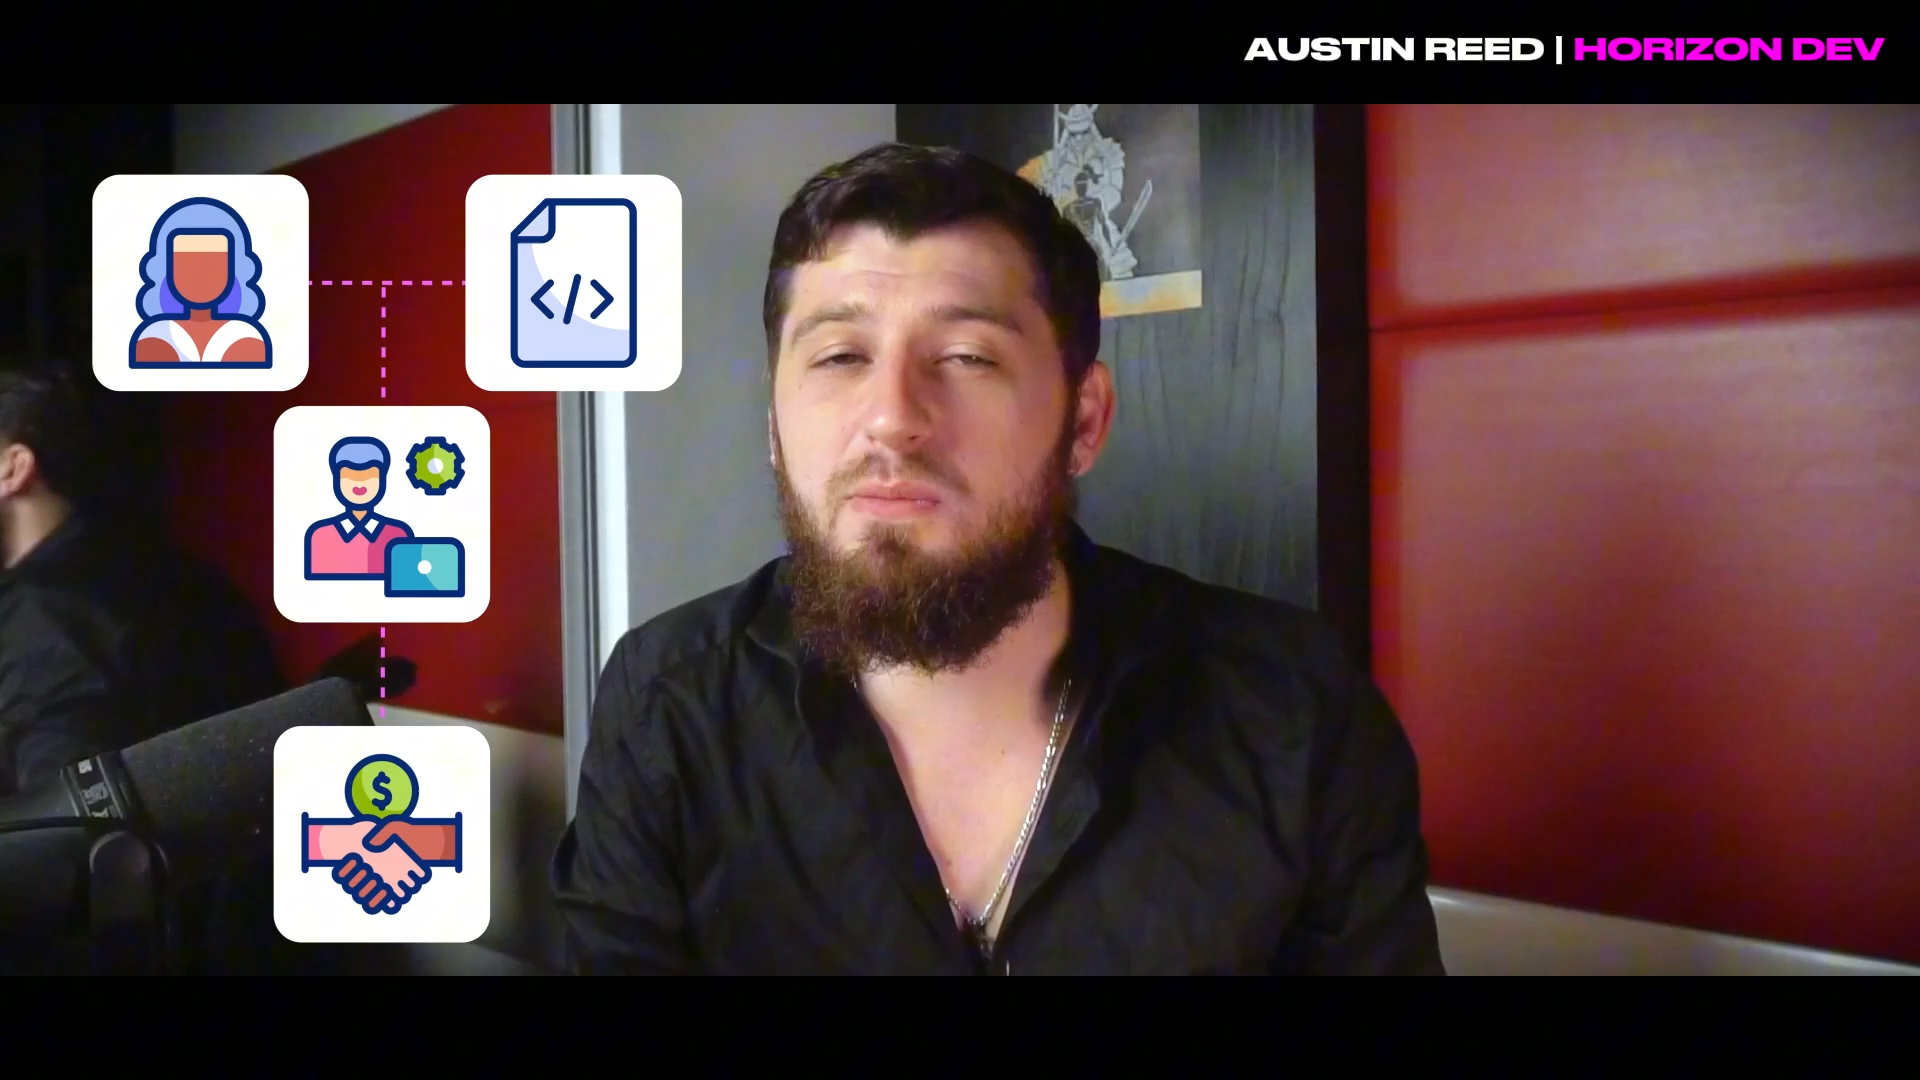 AUSTIN REED | HORIZON DEV
</>
$